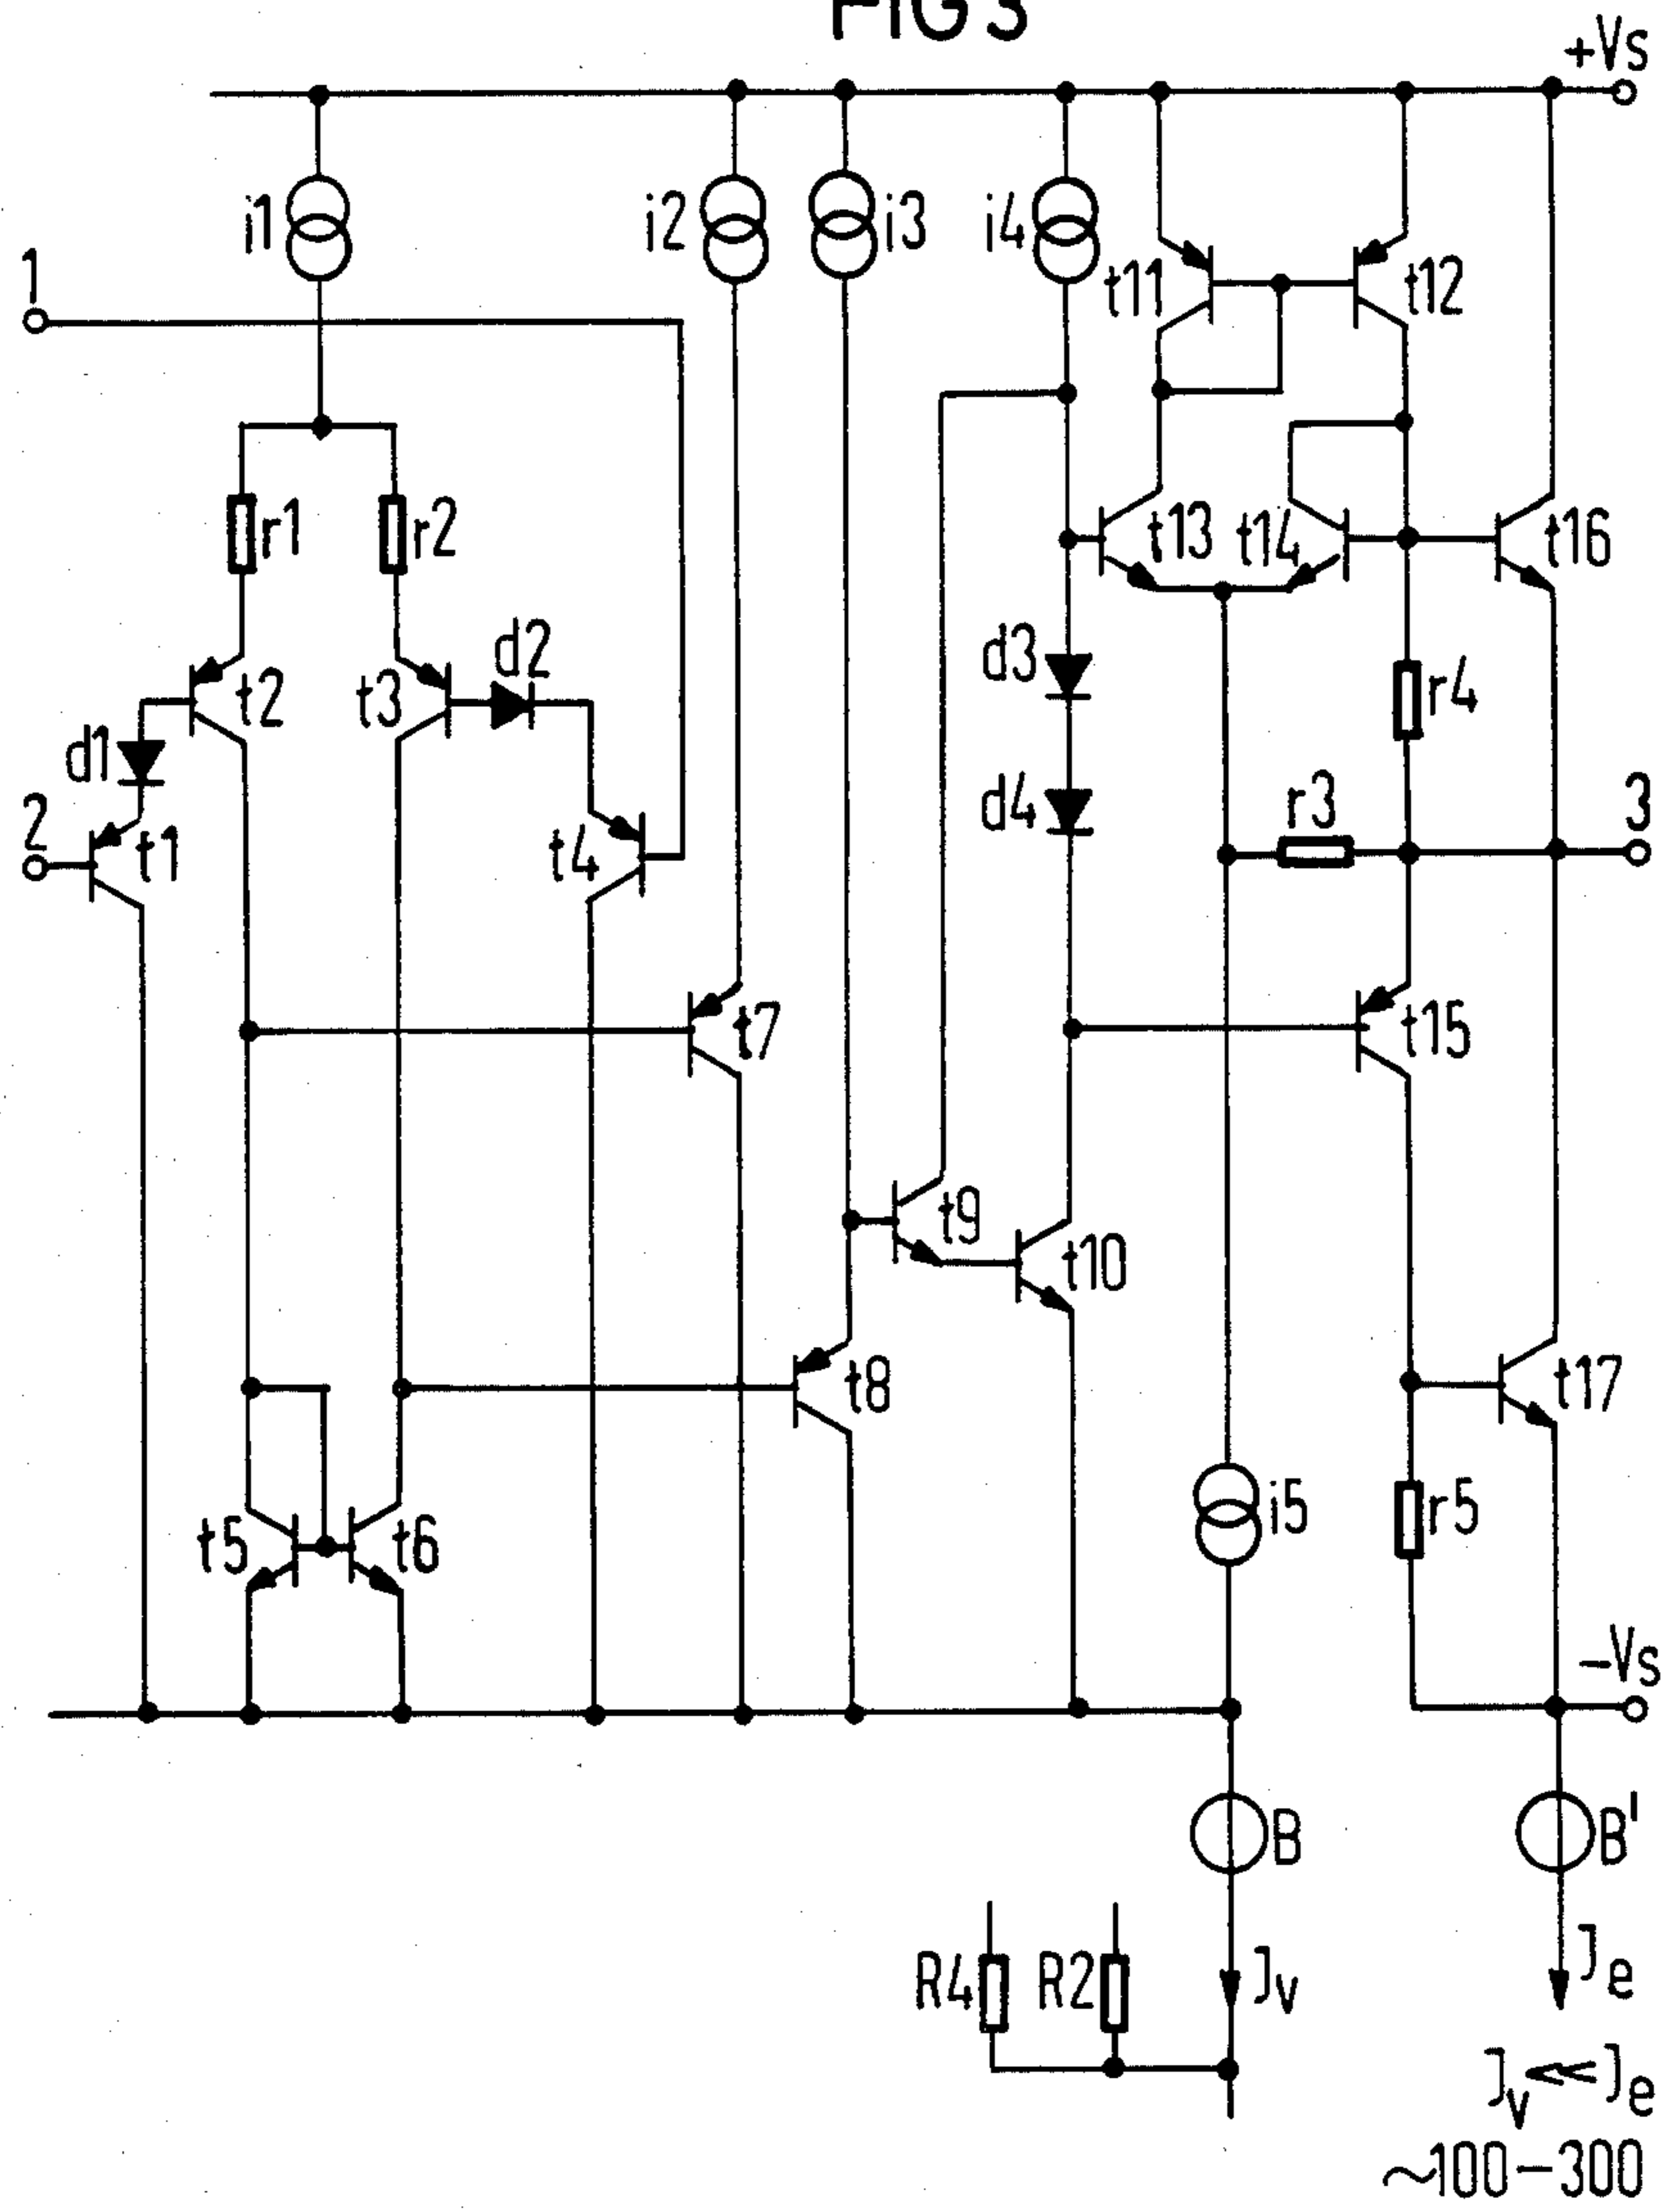 FIG 3
+Vs
i1
i2
i3
i4
1
t11
t12
r1
r2
t13
t14
t16
d2
d3
r4
t2
t3
d1
2
t1
t4
d4
r3
3
t7
t15
t9
t10
t8
t17
i5
r5
t5
t6
-Vs
B
B'
R4
R2
Jv
Je
Jv << Je
~100-300